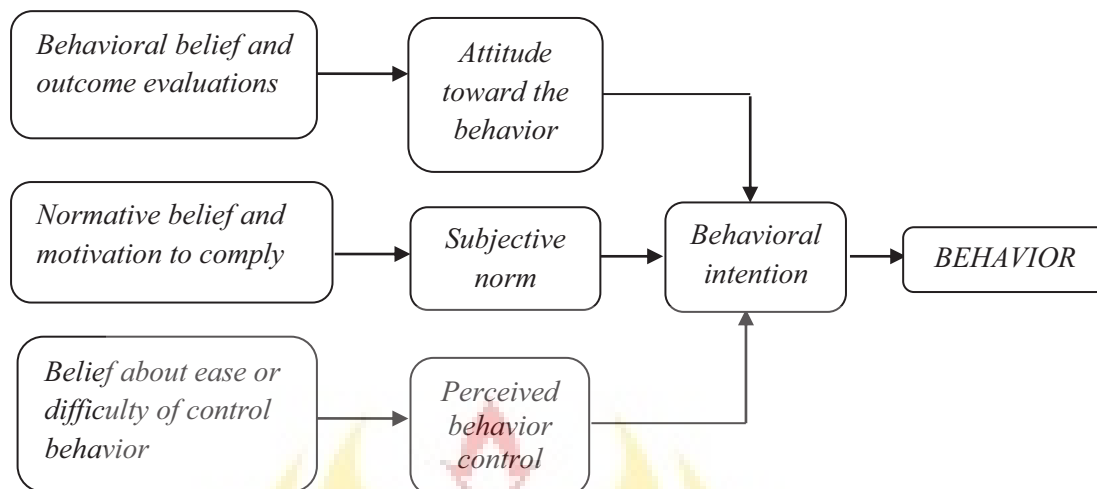 Behavioral belief and
outcome evaluations
Attitude
toward the
behavior
Normative belief and
motivation to comply
Subjective
norm
Behavioral
intention
BEHAVIOR
Belief about ease or
difficulty of control
behavior
Perceived
behavior
control